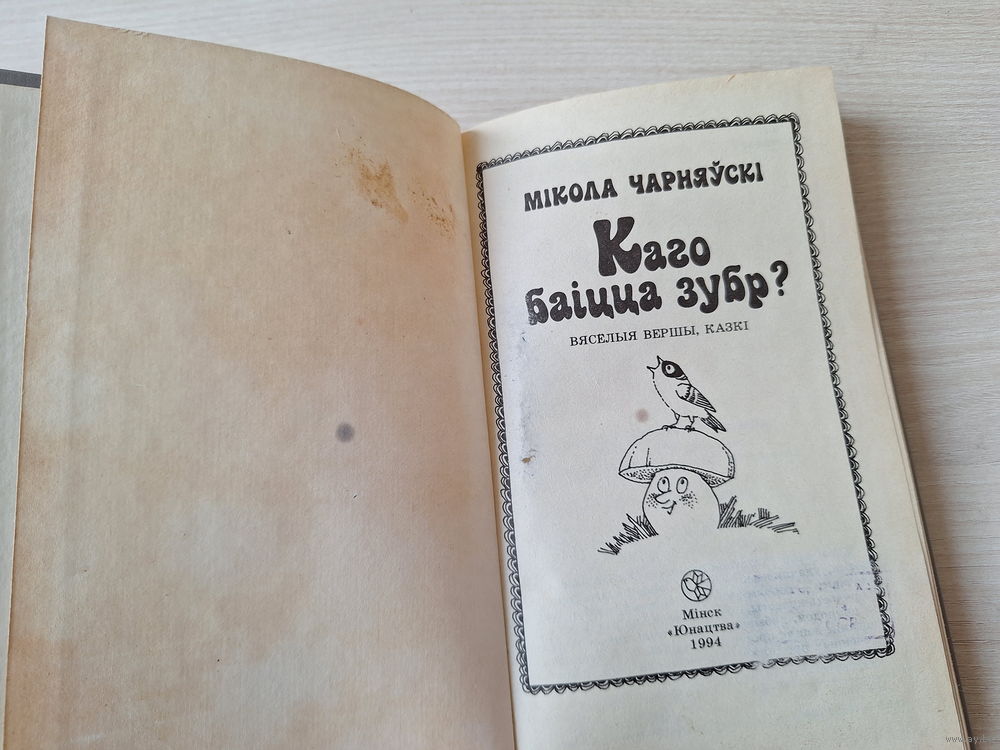 МІКОЛА ЧАРНЯЎСКІ
Каго
баіцца зубр?
ВЯСЕЛЫЯ ВЕРШЫ, КАЗКІ
Мінск
«Юнацтва»
1994